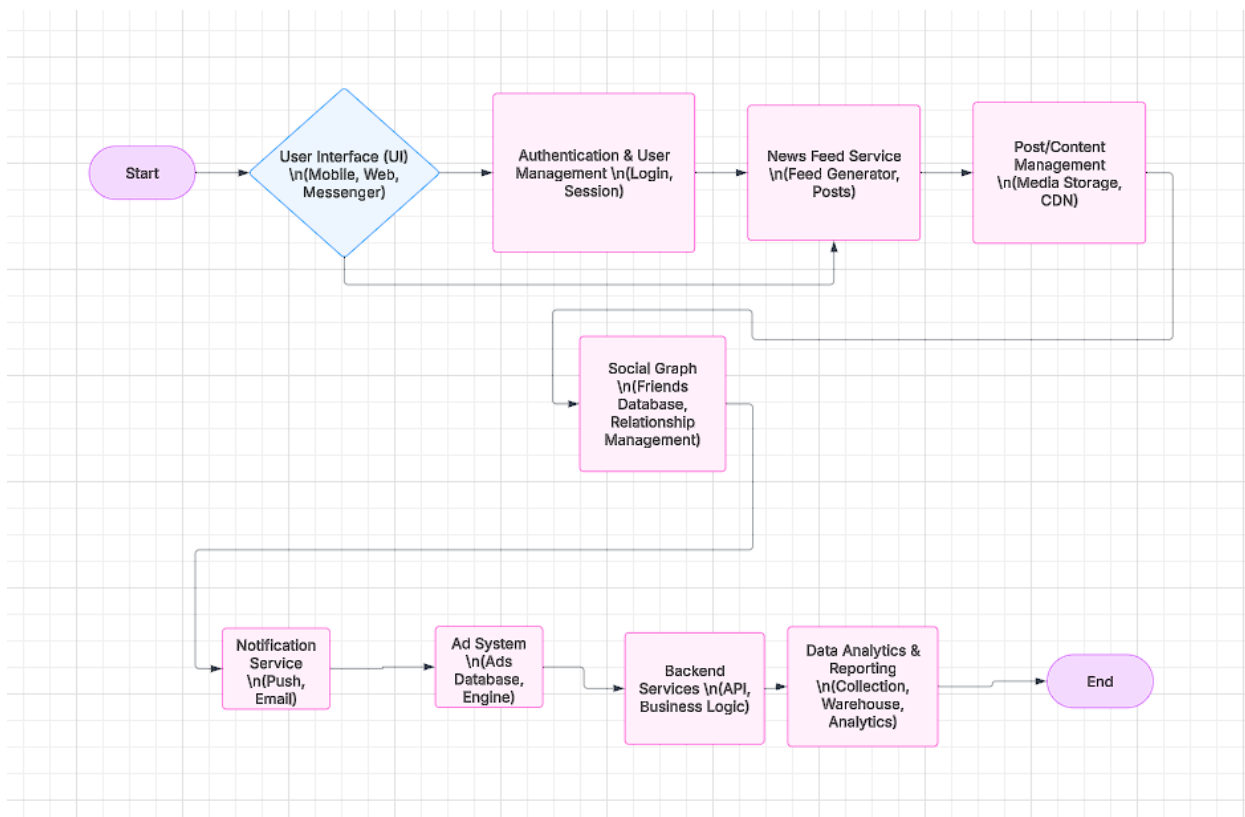 Start
User Interface (UI)
\n(Mobile, Web,
Messenger)
Authentication & User
Management \n(Login,
Session)
News Feed Service
\n(Feed Generator,
Posts)
Post/Content
Management
\n(Media Storage,
CDN)
Social Graph
\n(Friends
Database,
Relationship
Management)
Notification
Service
\n(Push,
Email)
Ad System
\n(Ads
Database,
Engine)
Backend
Services \n(API,
Business Logic)
Data Analytics &
Reporting
\n(Collection,
Warehouse,
Analytics)
End